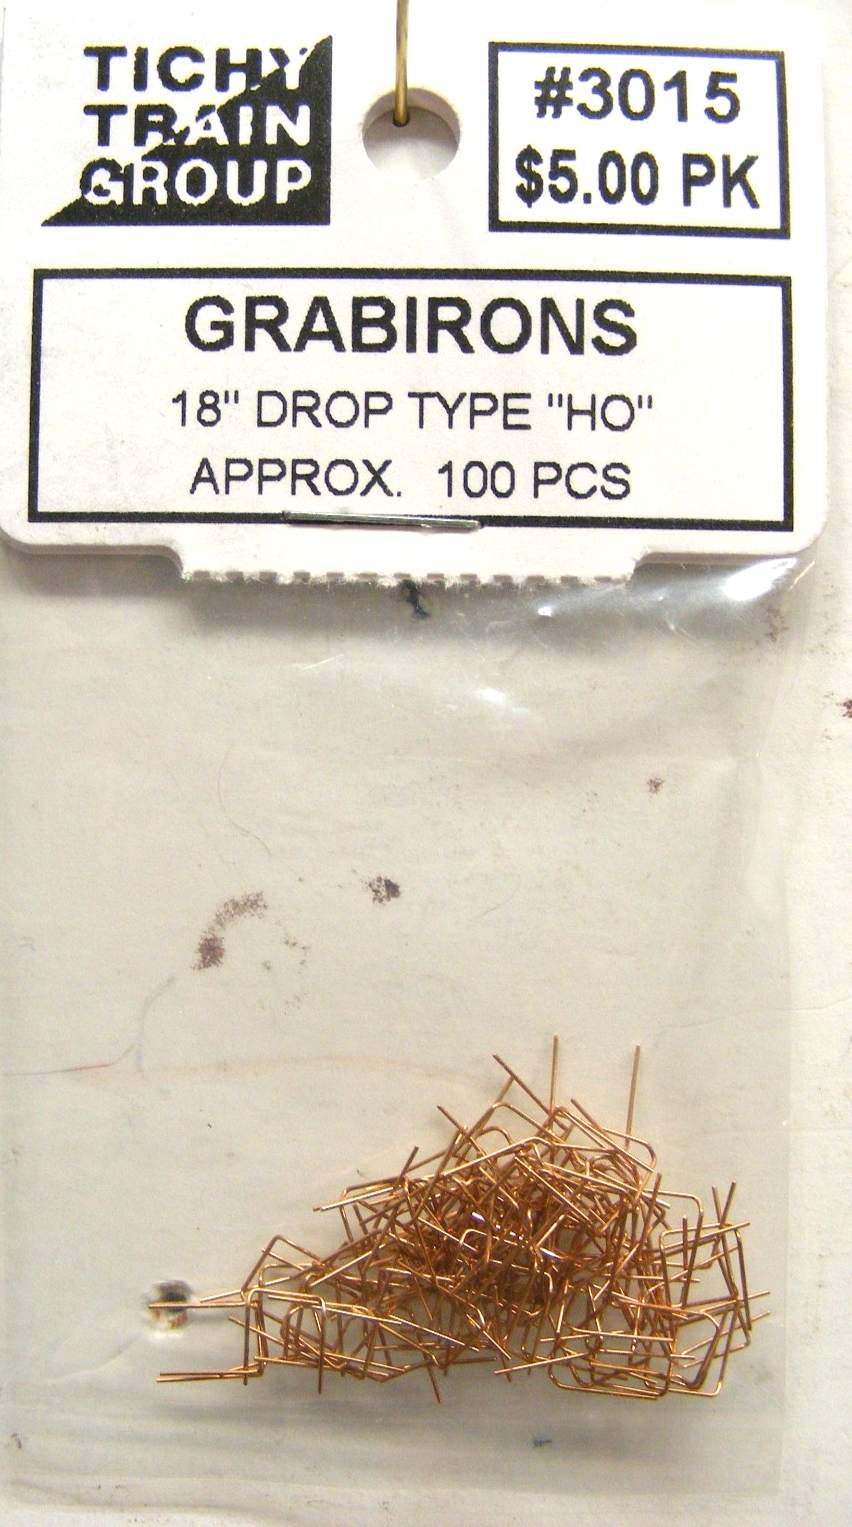 TICHY
TRAIN
GROUP
#3015
$5.00 PK
GRABIRONS
18" DROP TYPE "HO"
APPROX. 100 PCS